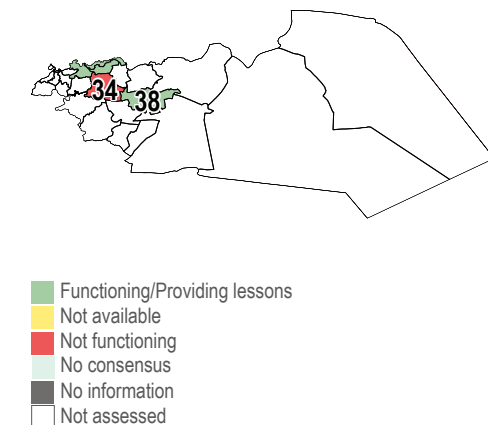 34
38
Functioning/Providing lessons
Not available
Not functioning
No consensus
No information
Not assessed